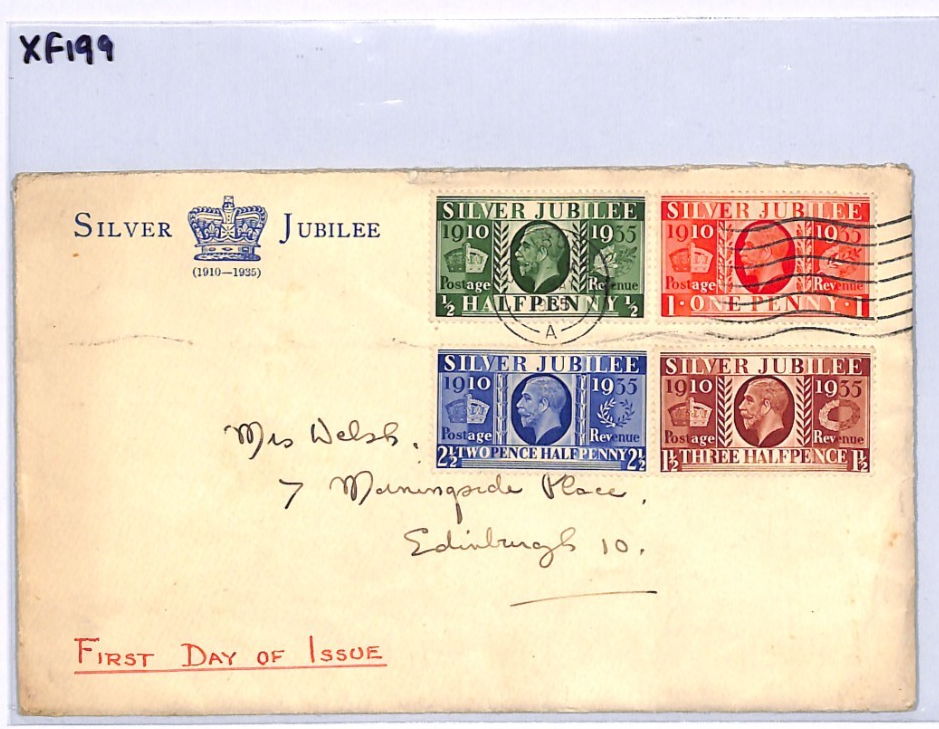 XF199
SILVER JUBILEE
(1910—1935)
SILVER JUBILEE
1910 1935
Postage Revenue
½ HALFPENNY ½
SILVER JUBILEE
1910 1935
Postage Revenue
1 · ONE PENNY · 1
A
SILVER JUBILEE
1910 1935
Postage Revenue
2½ TWOPENCE HALFPENNY 2½
SILVER JUBILEE
1910 1935
Postage Revenue
1½ THREE HALFPENCE 1½
Mrs Welsh.
7 Morningside Place,
Edinburgh 10.
FIRST DAY OF ISSUE